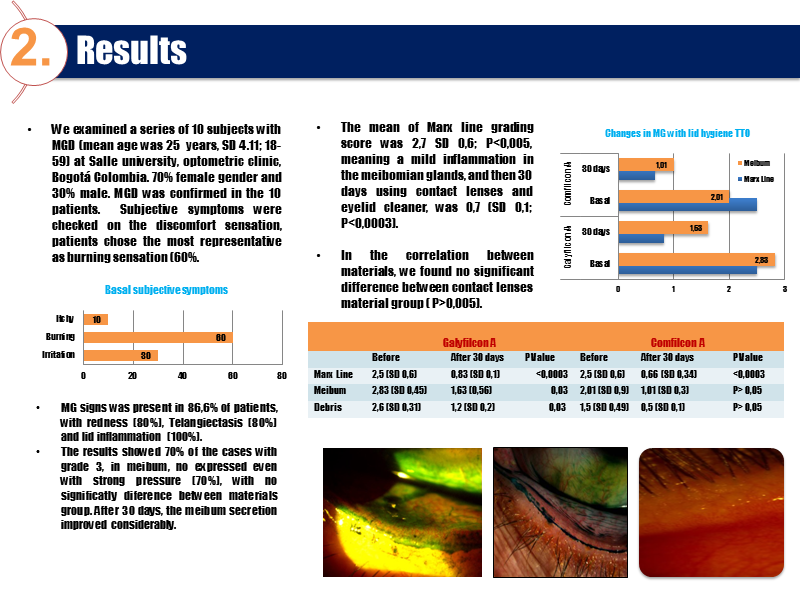 2. Results
• We examined a series of 10 subjects with
MGD (mean age was 25 years, SD 4.11; 18-
59) at Salle university, optometric clinic,
Bogotá Colombia. 70% female gender and
30% male. MGD was confirmed in the 10
patients. Subjective symptoms were
checked on the discomfort sensation,
patients chose the most representative
as burning sensation (60%.
Basal subjective symptoms
Itchy 10
Burning 60
Irritation 30
0 20 40 60 80
• MG signs was present in 86,6% of patients,
with redness (80%), Telangiectasis (80%)
and lid inflammation (100%).
• The results showed 70% of the cases with
grade 3, in meibum, no expressed even
with strong pressure (70%), with no
significatly diference between materials
group. After 30 days, the meibum secretion
improved considerably.
• The mean of Marx line grading
score was 2,7 SD 0,6; P<0,005,
meaning a mild inflammation in
the meibomian glands, and then 30
days using contact lenses and
eyelid cleaner, was 0,7 (SD 0,1;
P<0,0003).
• In the correlation between
materials, we found no significant
difference between contact lenses
material group ( P>0,005).
Changes in MG with lid hygiene TTO
Comfilcon A
30 days 1,01
Basal 2,01
Galyfilcon A
30 days 1,63
Basal 2,83
0 1 2 3
Meibum
Marx Line
Galyfilcon A Comfilcon A
Before After 30 days P Value Before After 30 days P Value
Marx Line 2,5 (SD 0,6) 0,83 (SD 0,1) <0,0003 2,5 (SD 0,6) 0,66 (SD 0,34) <0,0003
Meibum 2,83 (SD 0,45) 1,63 (0,56) 0,03 2,01 (SD 0,9) 1,01 (SD 0,3) P> 0,05
Debris 2,6 (SD 0,31) 1,2 (SD 0,2) 0,03 1,5 (SD 0,49) 0,5 (SD 0,1) P> 0,05